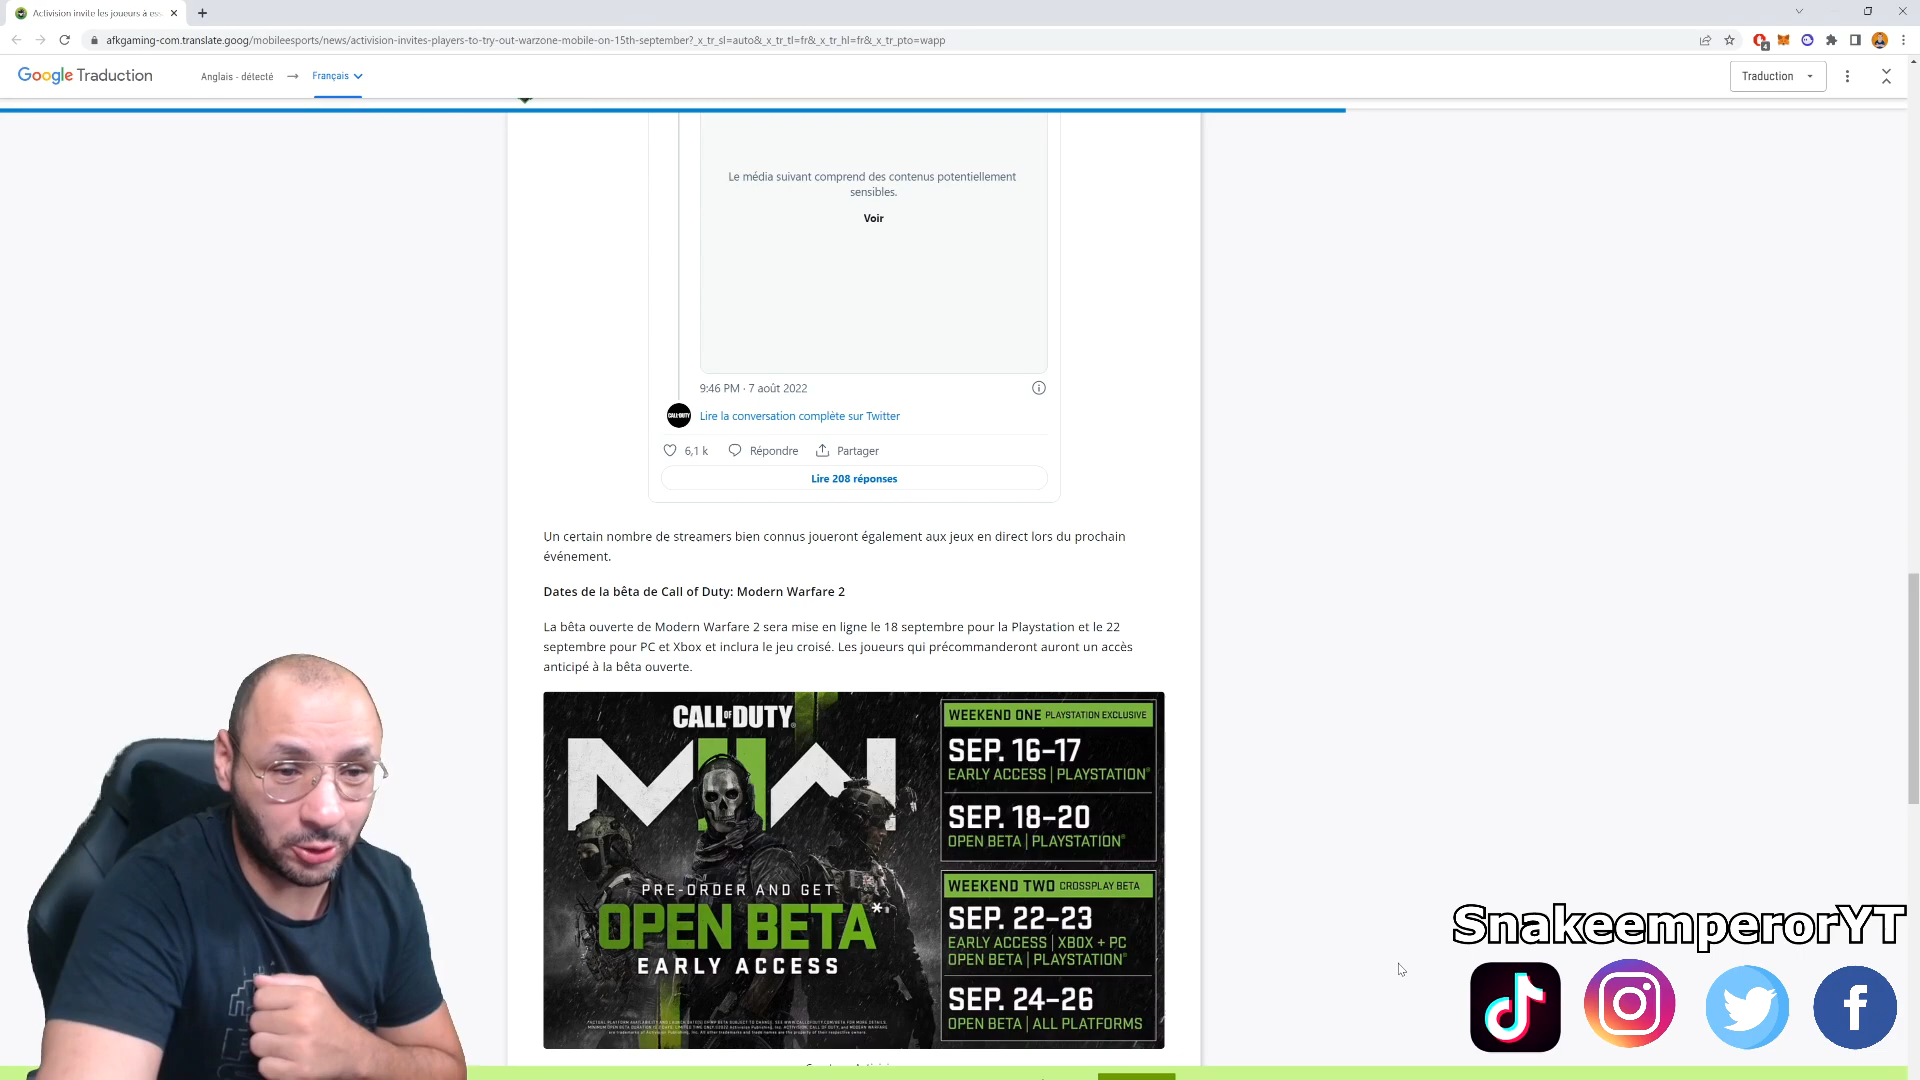 Activision invite les joueurs à ess
afkgaming-com.translate.goog/mobileesports/news/activision-invites-players-to-try-out-warzone-mobile-on-15th-september?_x_tr_sl=auto&_x_tr_tl=fr&_x_tr_hl=fr&_x_tr_pto=wapp
Google Traduction
Anglais - détecté → Français
Traduction
Le média suivant comprend des contenus potentiellement
sensibles.
Voir
9:46 PM · 7 août 2022
CALL OF DUTY
Lire la conversation complète sur Twitter
6,1 k Répondre Partager
Lire 208 réponses
Un certain nombre de streamers bien connus joueront également aux jeux en direct lors du prochain
événement.
Dates de la bêta de Call of Duty: Modern Warfare 2
La bêta ouverte de Modern Warfare 2 sera mise en ligne le 18 septembre pour la Playstation et le 22
septembre pour PC et Xbox et inclura le jeu croisé. Les joueurs qui précommanderont auront un accès
anticipé à la bêta ouverte.
CALL OF DUTY
MW
PRE-ORDER AND GET
OPEN BETA*
EARLY ACCESS
WEEKEND ONE PLAYSTATION EXCLUSIVE
SEP. 16–17
EARLY ACCESS | PLAYSTATION®
SEP. 18–20
OPEN BETA | PLAYSTATION®
WEEKEND TWO CROSSPLAY BETA
SEP. 22–23
EARLY ACCESS | XBOX + PC
OPEN BETA | PLAYSTATION®
SEP. 24–26
OPEN BETA | ALL PLATFORMS
SnakeemperorYT